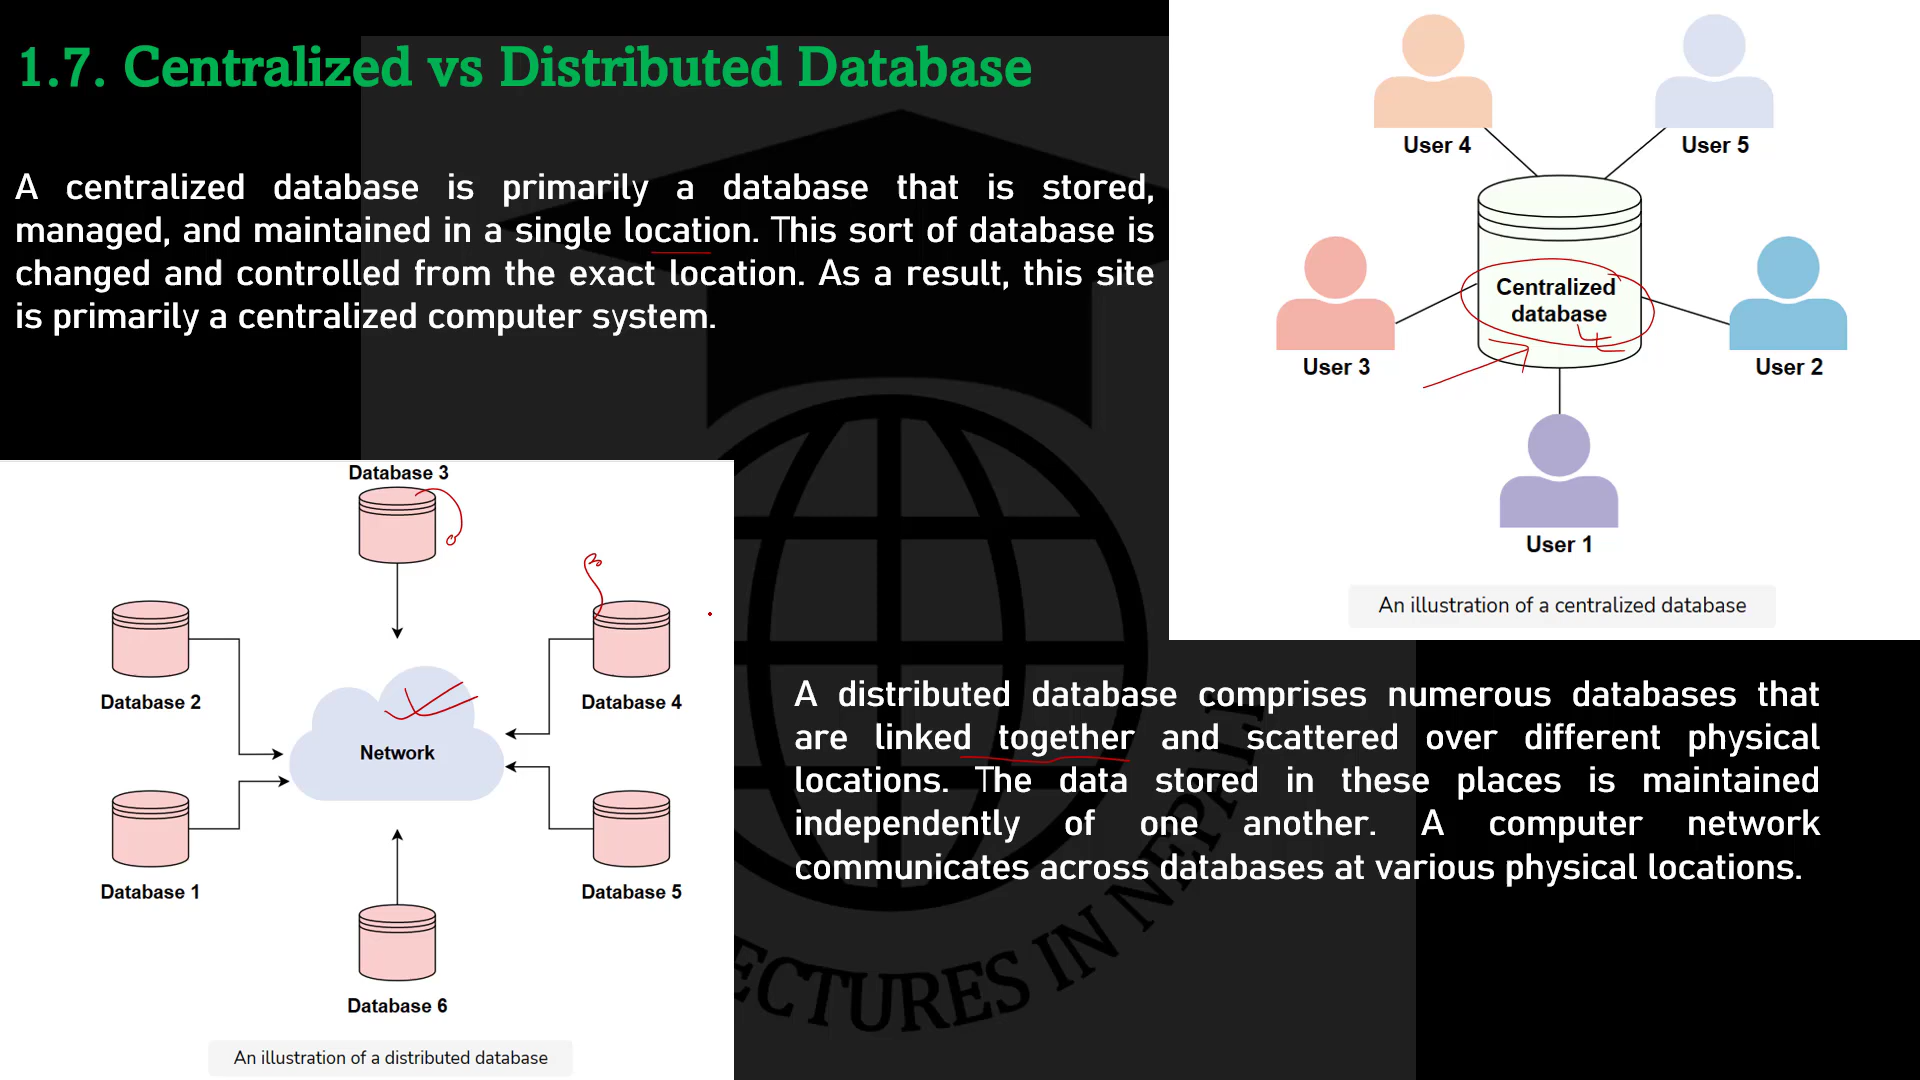 1.7. Centralized vs Distributed Database
A centralized database is primarily a database that is stored,
managed, and maintained in a single location. This sort of database is
changed and controlled from the exact location. As a result, this site
is primarily a centralized computer system.
User 4
User 5
Centralized
database
User 3
User 2
User 1
An illustration of a centralized database
Database 3
Database 2
Database 4
Network
Database 1
Database 5
Database 6
An illustration of a distributed database
A distributed database comprises numerous databases that
are linked together and scattered over different physical
locations. The data stored in these places is maintained
independently of one another. A computer network
communicates across databases at various physical locations.
IN NEPAL